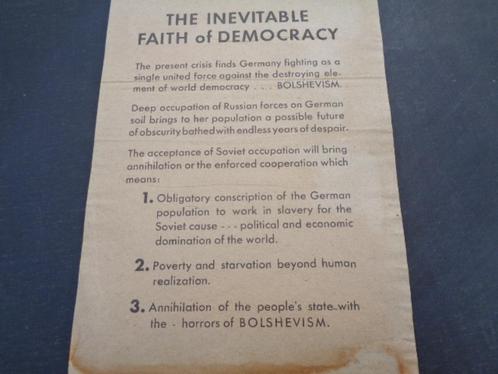 THE INEVITABLE
FAITH of DEMOCRACY
The present crisis finds Germany fighting as a
single united force against the destroying ele-
ment of world democracy . . . BOLSHEVISM.
Deep occupation of Russian forces on German
soil brings to her population a possible future
of obscurity bathed with endless years of despair.
The acceptance of Soviet occupation will bring
annihilation or the enforced cooperation which
means:
1. Obligatory conscription of the German
population to work in slavery for the
Soviet cause - - - political and economic
domination of the world.
2. Poverty and starvation beyond human
realization.
3. Annihilation of the people's state with
the - horrors of BOLSHEVISM.